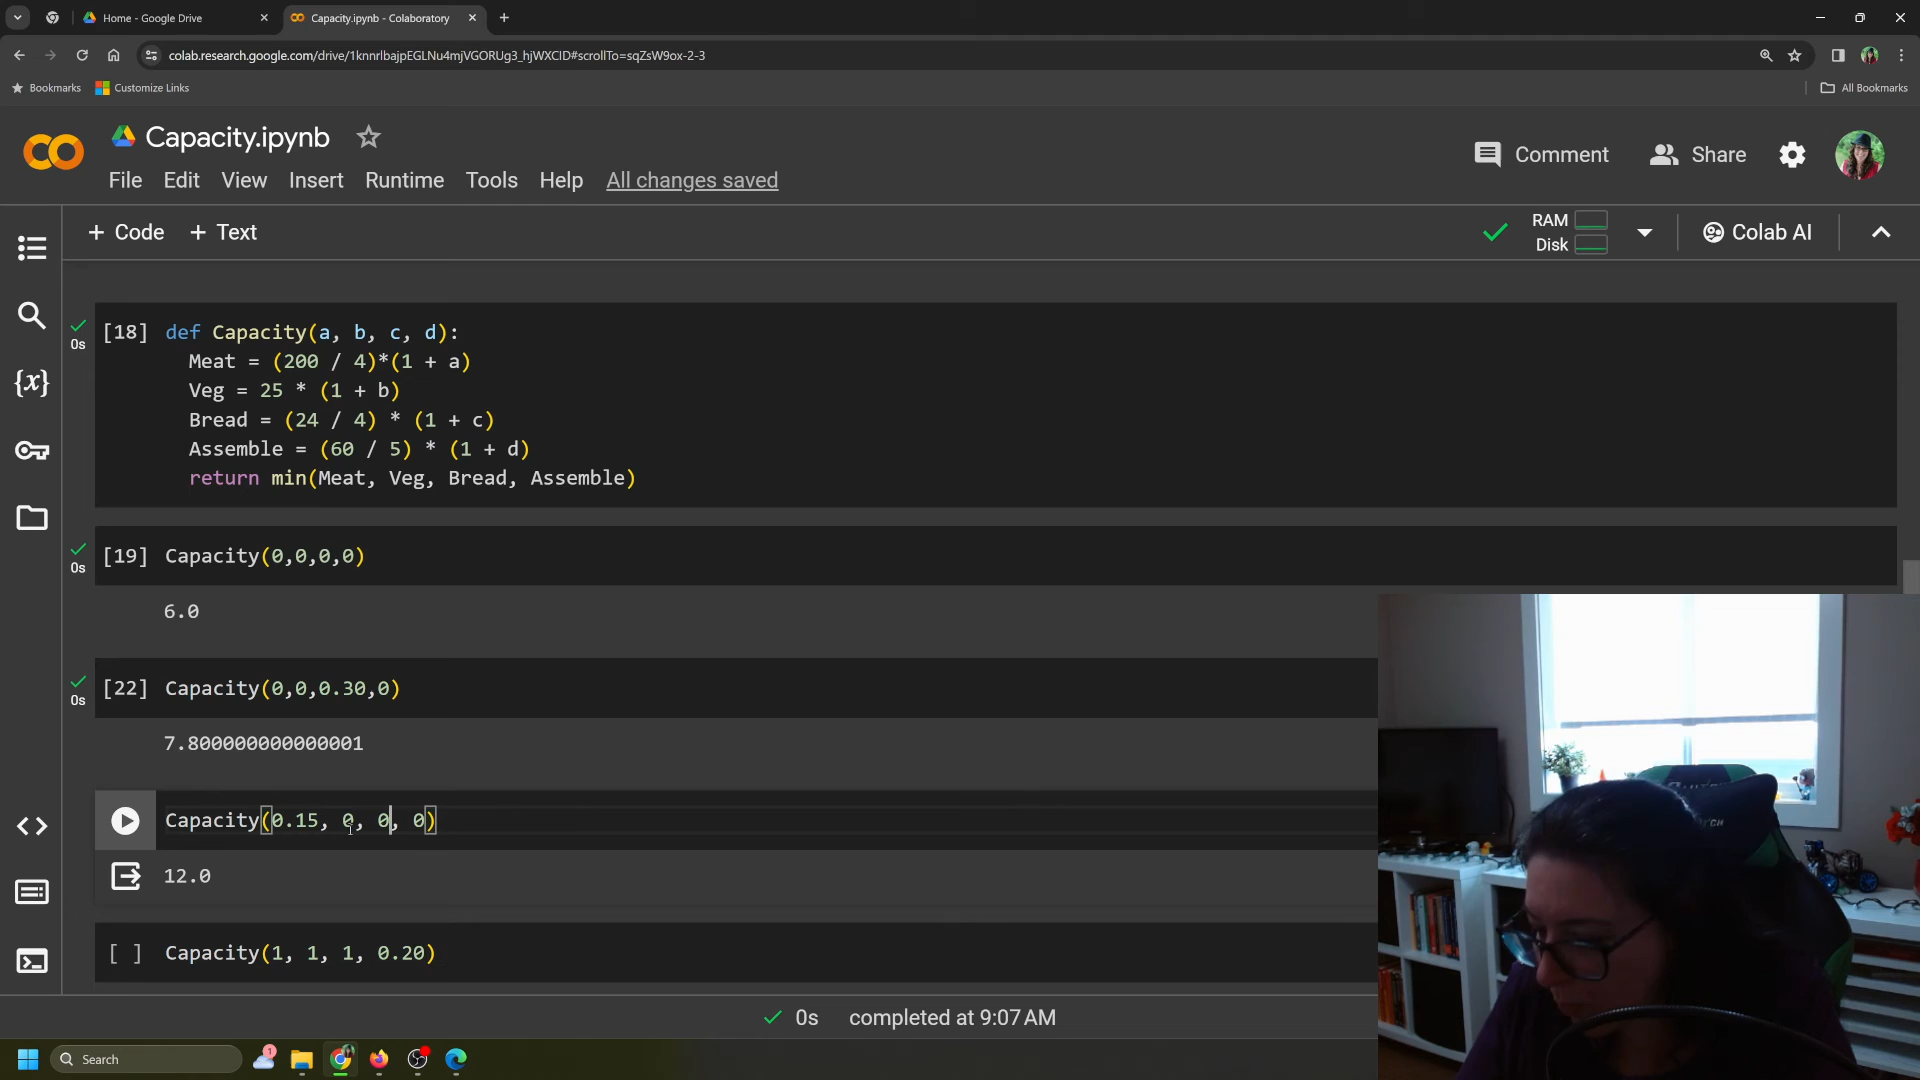 Home - Google Drive
Capacity.ipynb - Colaboratory
colab.research.google.com/drive/1knnrlbajpEGLNu4mjVGORUg3_hjWXCID#scrollTo=sqZsW9ox-2-3
Bookmarks
Customize Links
All Bookmarks
Capacity.ipynb
Comment
Share
File Edit View Insert Runtime Tools Help All changes saved
+ Code + Text
RAM
Disk
Colab AI
[18] def Capacity(a, b, c, d):
0s
Meat = (200 / 4)*(1 + a)
Veg = 25 * (1 + b)
Bread = (24 / 4) * (1 + c)
Assemble = (60 / 5) * (1 + d)
return min(Meat, Veg, Bread, Assemble)
[19] Capacity(0,0,0,0)
0s
6.0
[22] Capacity(0,0,0.30,0)
0s
7.800000000000001
Capacity(0.15, 0, 0, 0)
12.0
[ ] Capacity(1, 1, 1, 0.20)
0s completed at 9:07 AM
Search
1